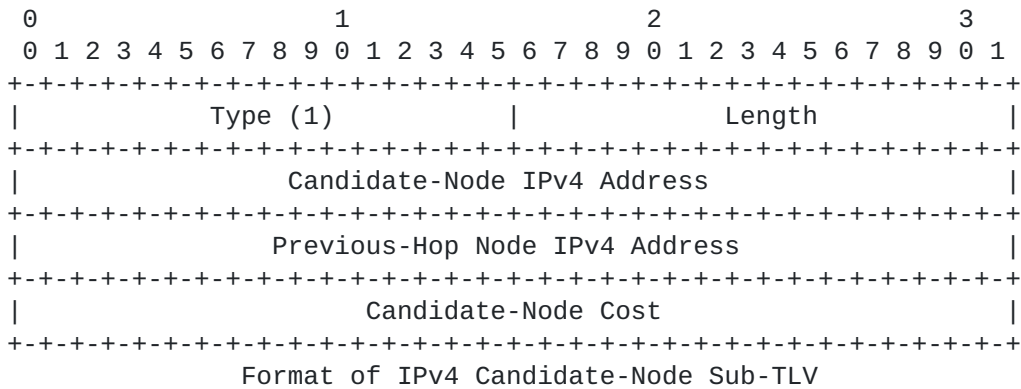 0                   1                   2                   3
 0 1 2 3 4 5 6 7 8 9 0 1 2 3 4 5 6 7 8 9 0 1 2 3 4 5 6 7 8 9 0 1
+-+-+-+-+-+-+-+-+-+-+-+-+-+-+-+-+-+-+-+-+-+-+-+-+-+-+-+-+-+-+-+-+
|            Type (1)           |             Length            |
+-+-+-+-+-+-+-+-+-+-+-+-+-+-+-+-+-+-+-+-+-+-+-+-+-+-+-+-+-+-+-+-+
|                 Candidate-Node IPv4 Address                   |
+-+-+-+-+-+-+-+-+-+-+-+-+-+-+-+-+-+-+-+-+-+-+-+-+-+-+-+-+-+-+-+-+
|                Previous-Hop Node IPv4 Address                 |
+-+-+-+-+-+-+-+-+-+-+-+-+-+-+-+-+-+-+-+-+-+-+-+-+-+-+-+-+-+-+-+-+
|                      Candidate-Node Cost                      |
+-+-+-+-+-+-+-+-+-+-+-+-+-+-+-+-+-+-+-+-+-+-+-+-+-+-+-+-+-+-+-+-+
               Format of IPv4 Candidate-Node Sub-TLV